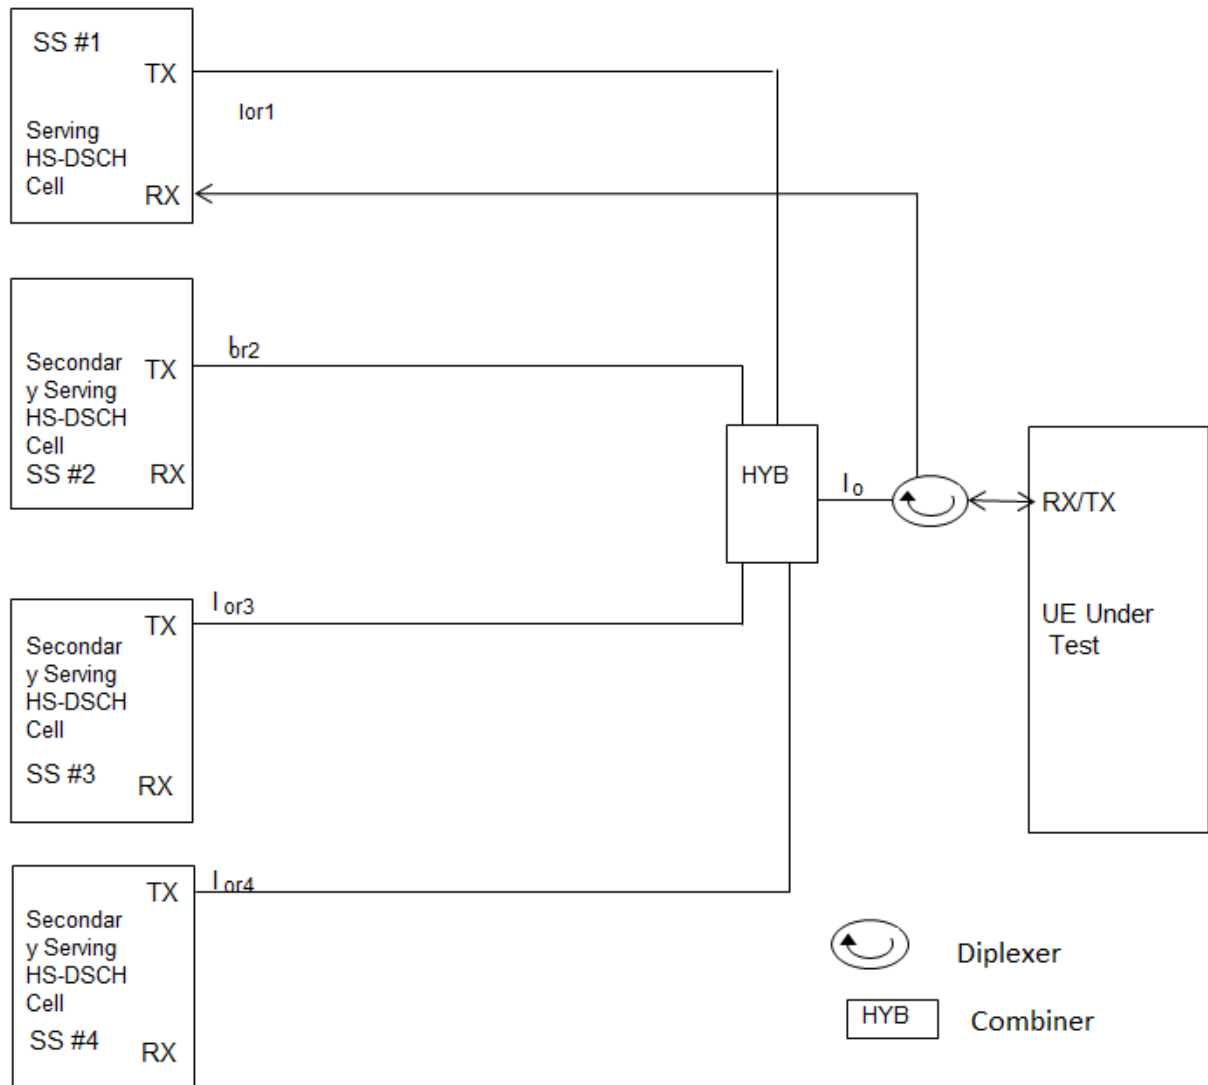 SS #1
TX
Ior1
Serving
HS-DSCH
Cell
RX
Ior2
Secondar
y Serving
HS-DSCH
Cell
TX
SS #2
RX
HYB
Io
RX/TX
UE Under
Test
Ior3
TX
Secondar
y Serving
HS-DSCH
Cell
SS #3
RX
Ior4
TX
Secondar
y Serving
HS-DSCH
Cell
SS #4
RX
Diplexer
HYB
Combiner